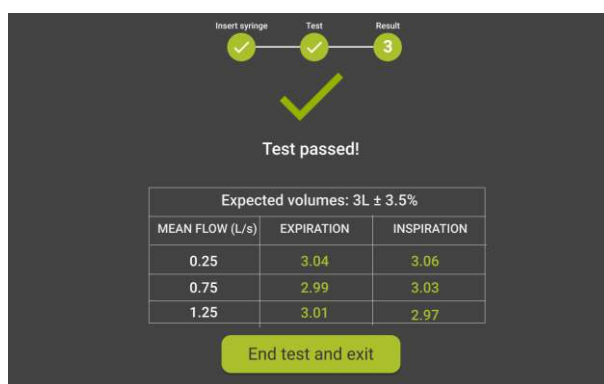 Insert syringe Test Result
3
Test passed!
Expected volumes: 3L ± 3.5%
MEAN FLOW (L/s) EXPIRATION INSPIRATION
0.25 3.04 3.06
0.75 2.99 3.03
1.25 3.01 2.97
End test and exit